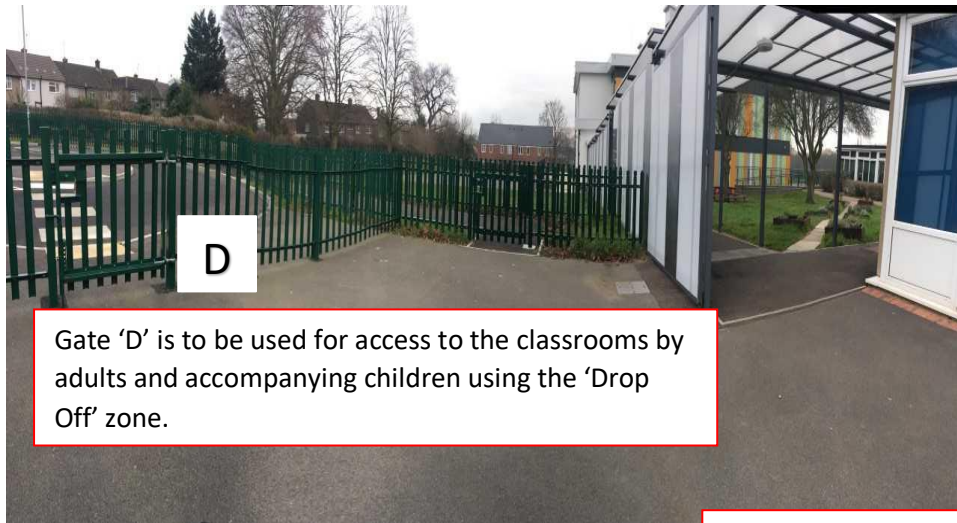 D
Gate ‘D’ is to be used for access to the classrooms by
adults and accompanying children using the ‘Drop
Off’ zone.